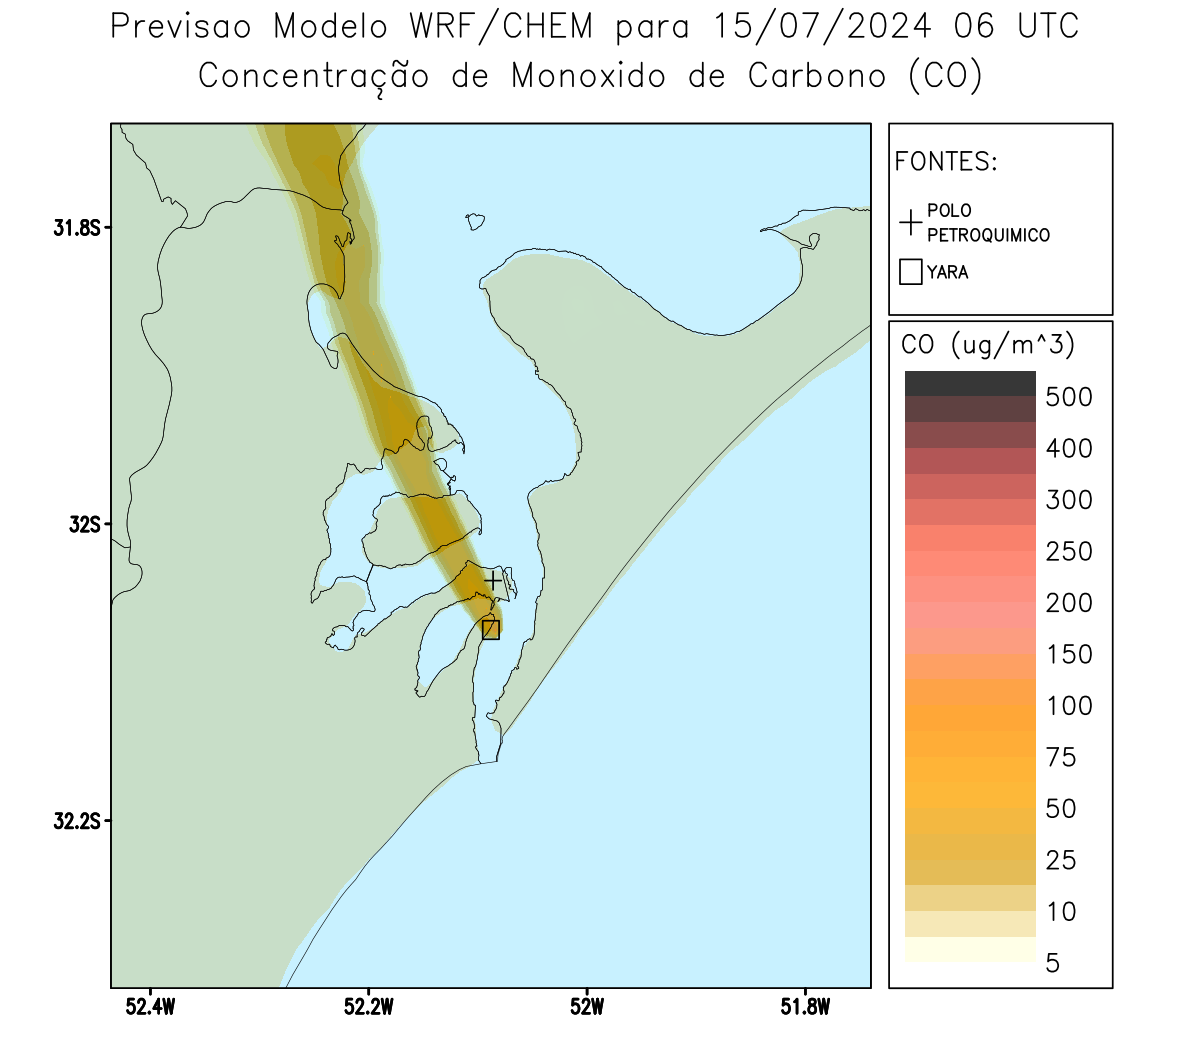 Previsao Modelo WRF/CHEM para 15/07/2024 06 UTC
Concentração de Monoxido de Carbono (CO)
FONTES:
POLO
PETROQUIMICO
YARA
31.8S
32S
32.2S
52.4W
52.2W
52W
51.8W
CO (ug/m^3)
500
400
300
250
200
150
100
75
50
25
10
5